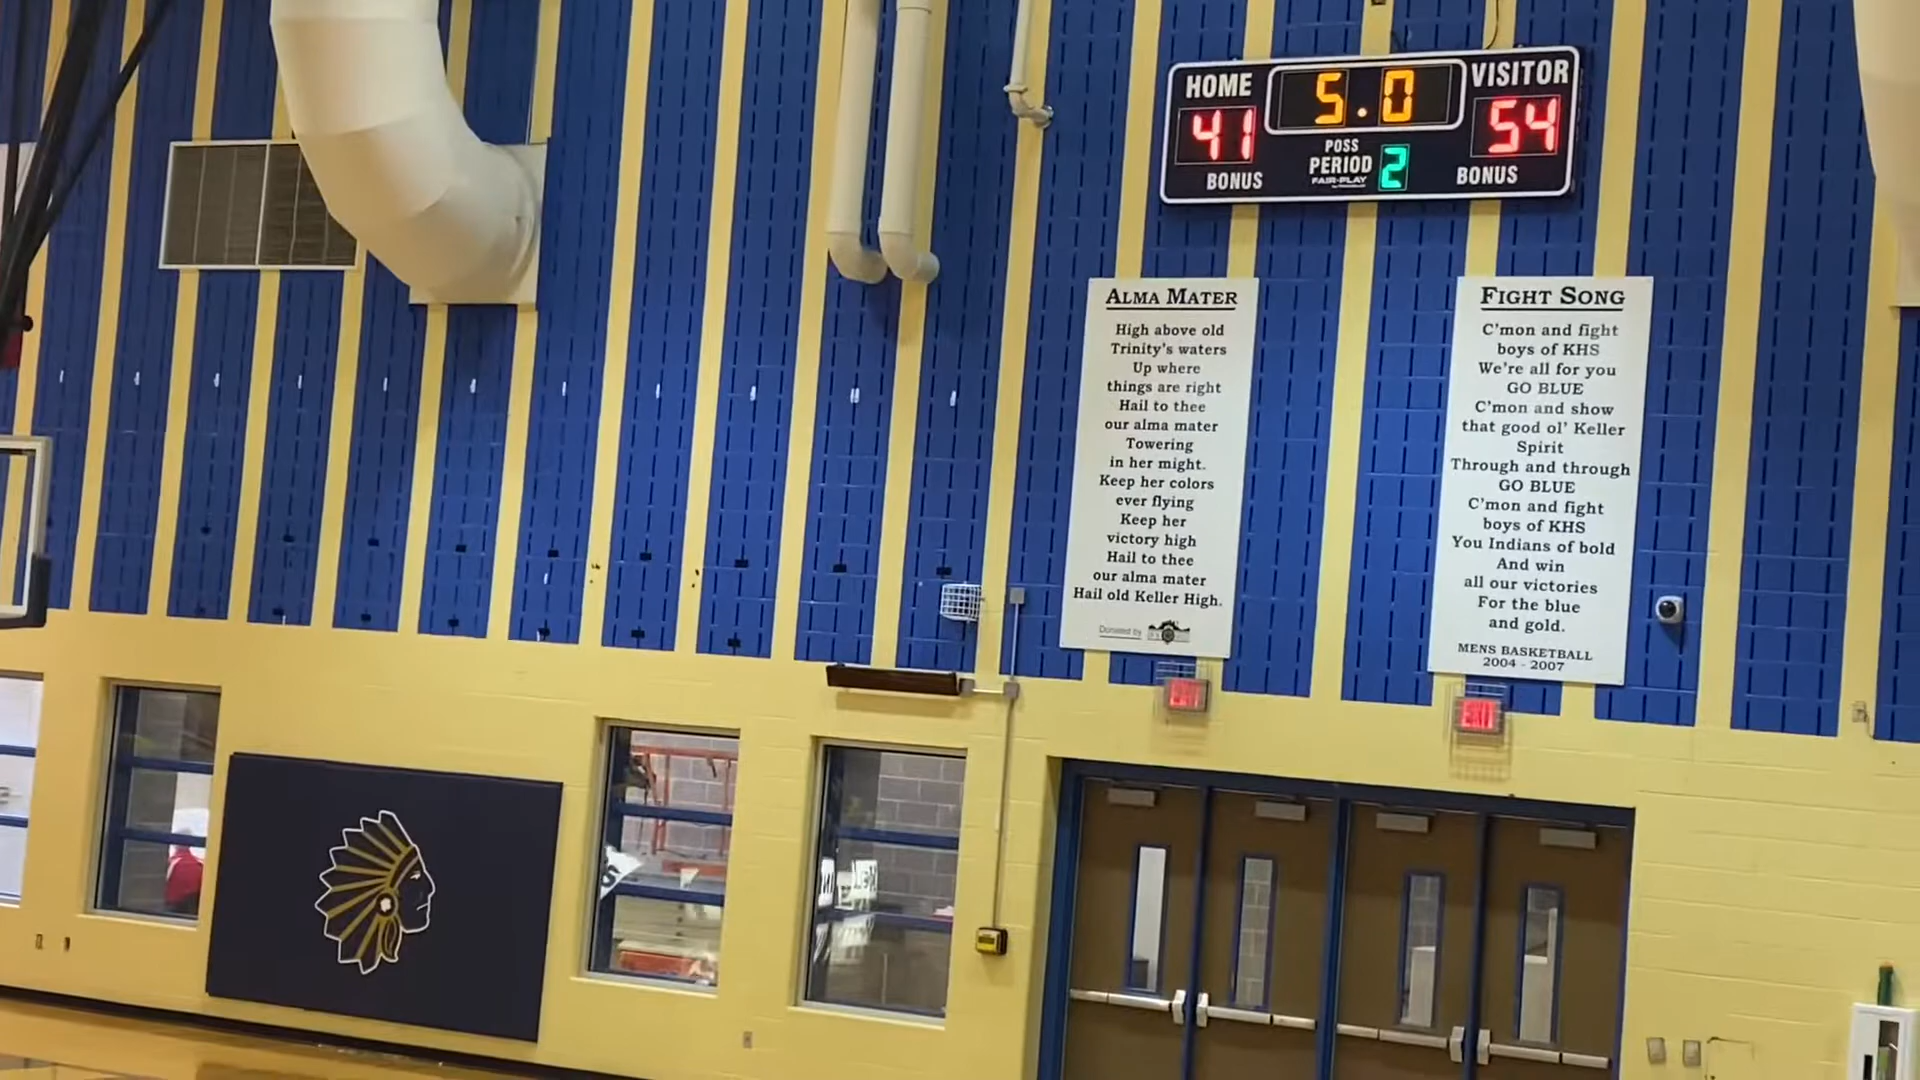 HOME
5.0
VISITOR
41
54
POSS
PERIOD 2
FAIR-PLAY
BONUS
BONUS
ALMA MATER
High above old
Trinity's waters
Up where
things are right
Hail to thee
our alma mater
Towering
in her might.
Keep her colors
ever flying
Keep her
victory high
Hail to thee
our alma mater
Hail old Keller High.
Donated by
FIGHT SONG
C'mon and fight
boys of KHS
We're all for you
GO BLUE
C'mon and show
that good ol' Keller
Spirit
Through and through
GO BLUE
C'mon and fight
boys of KHS
You Indians of bold
And win
all our victories
For the blue
and gold.
MENS BASKETBALL
2004 - 2007
EXIT
EXIT